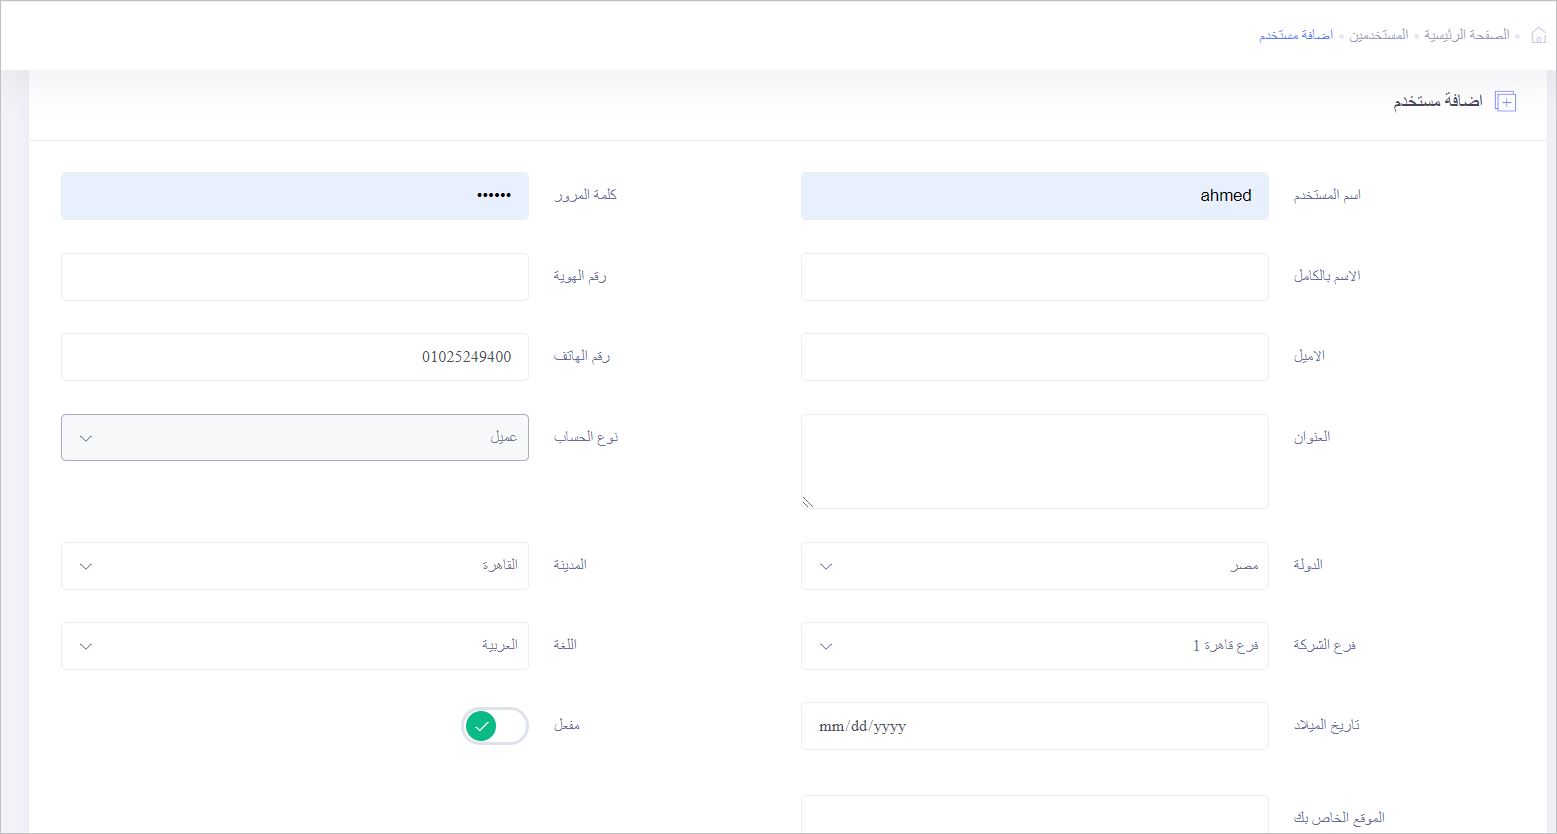 الصفحة الرئيسية • المستخدمين • اضافة مستخدم
اضافة مستخدم
اسم المستخدم ahmed كلمة المرور ••••••
الاسم بالكامل رقم الهوية
الاميل رقم الهاتف 01025249400
العنوان نوع الحساب عميل
الدولة مصر المدينة القاهرة
فرع الشركة فرع قاهرة 1 اللغة العربية
تاريخ الميلاد mm/dd/yyyy مفعل
الموقع الخاص بك